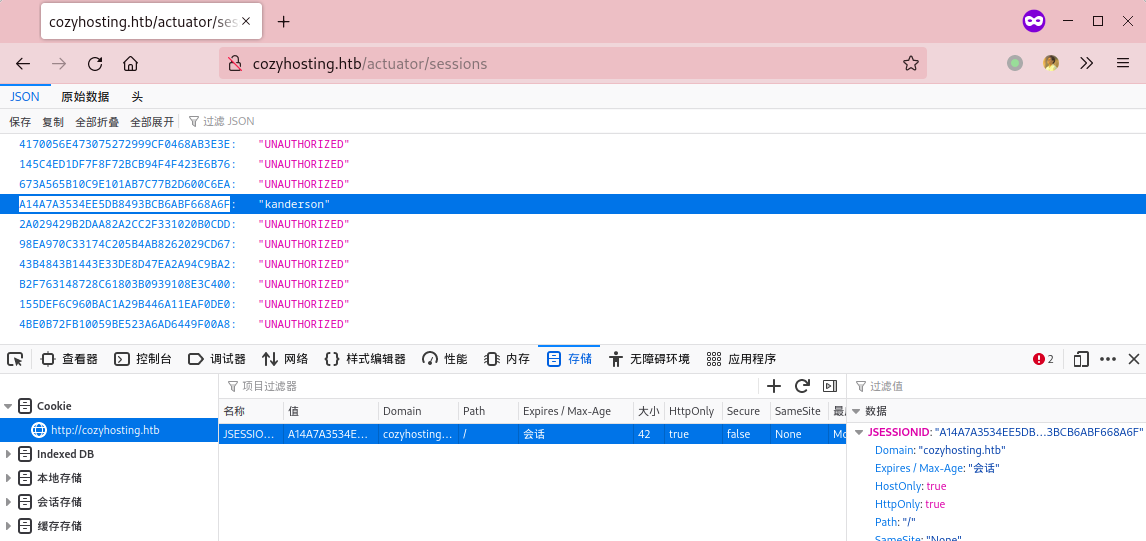 cozyhosting.htb/actuator/ses
cozyhosting.htb/actuator/sessions
JSON 原始数据 头
保存 复制 全部折叠 全部展开 过滤 JSON
4170056E473075272999CF0468AB3E3E: "UNAUTHORIZED"
145C4ED1DF7F8F72BCB94F4F423E6B76: "UNAUTHORIZED"
673A565B10C9E101AB7C77B2D600C6EA: "UNAUTHORIZED"
A14A7A3534EE5DB8493BCB6ABF668A6F: "kanderson"
2A029429B2DAA82A2CC2F331020B0CDD: "UNAUTHORIZED"
98EA970C33174C205B4AB8262029CD67: "UNAUTHORIZED"
43B4843B1443E33DE8D47EA2A94C9BA2: "UNAUTHORIZED"
B2F763148728C61803B0939108E3C400: "UNAUTHORIZED"
155DEF6C960BAC1A29B446A11EAF0DE0: "UNAUTHORIZED"
4BE0B72FB10059BE523A6AD6449F00A8: "UNAUTHORIZED"
查看器 控制台 调试器 网络 样式编辑器 性能 内存 存储 无障碍环境 应用程序 2
Cookie
http://cozyhosting.htb
Indexed DB
本地存储
会话存储
缓存存储
项目过滤器
名称 值 Domain Path Expires / Max-Age 大小 HttpOnly Secure SameSite 最
JSESSIO... A14A7A3534E... cozyhosting... / 会话 42 true false None Mo
过滤值
数据
JSESSIONID: "A14A7A3534EE5DB...3BCB6ABF668A6F"
Domain: "cozyhosting.htb"
Expires / Max-Age: "会话"
HostOnly: true
HttpOnly: true
Path: "/"
SameSite: "None"